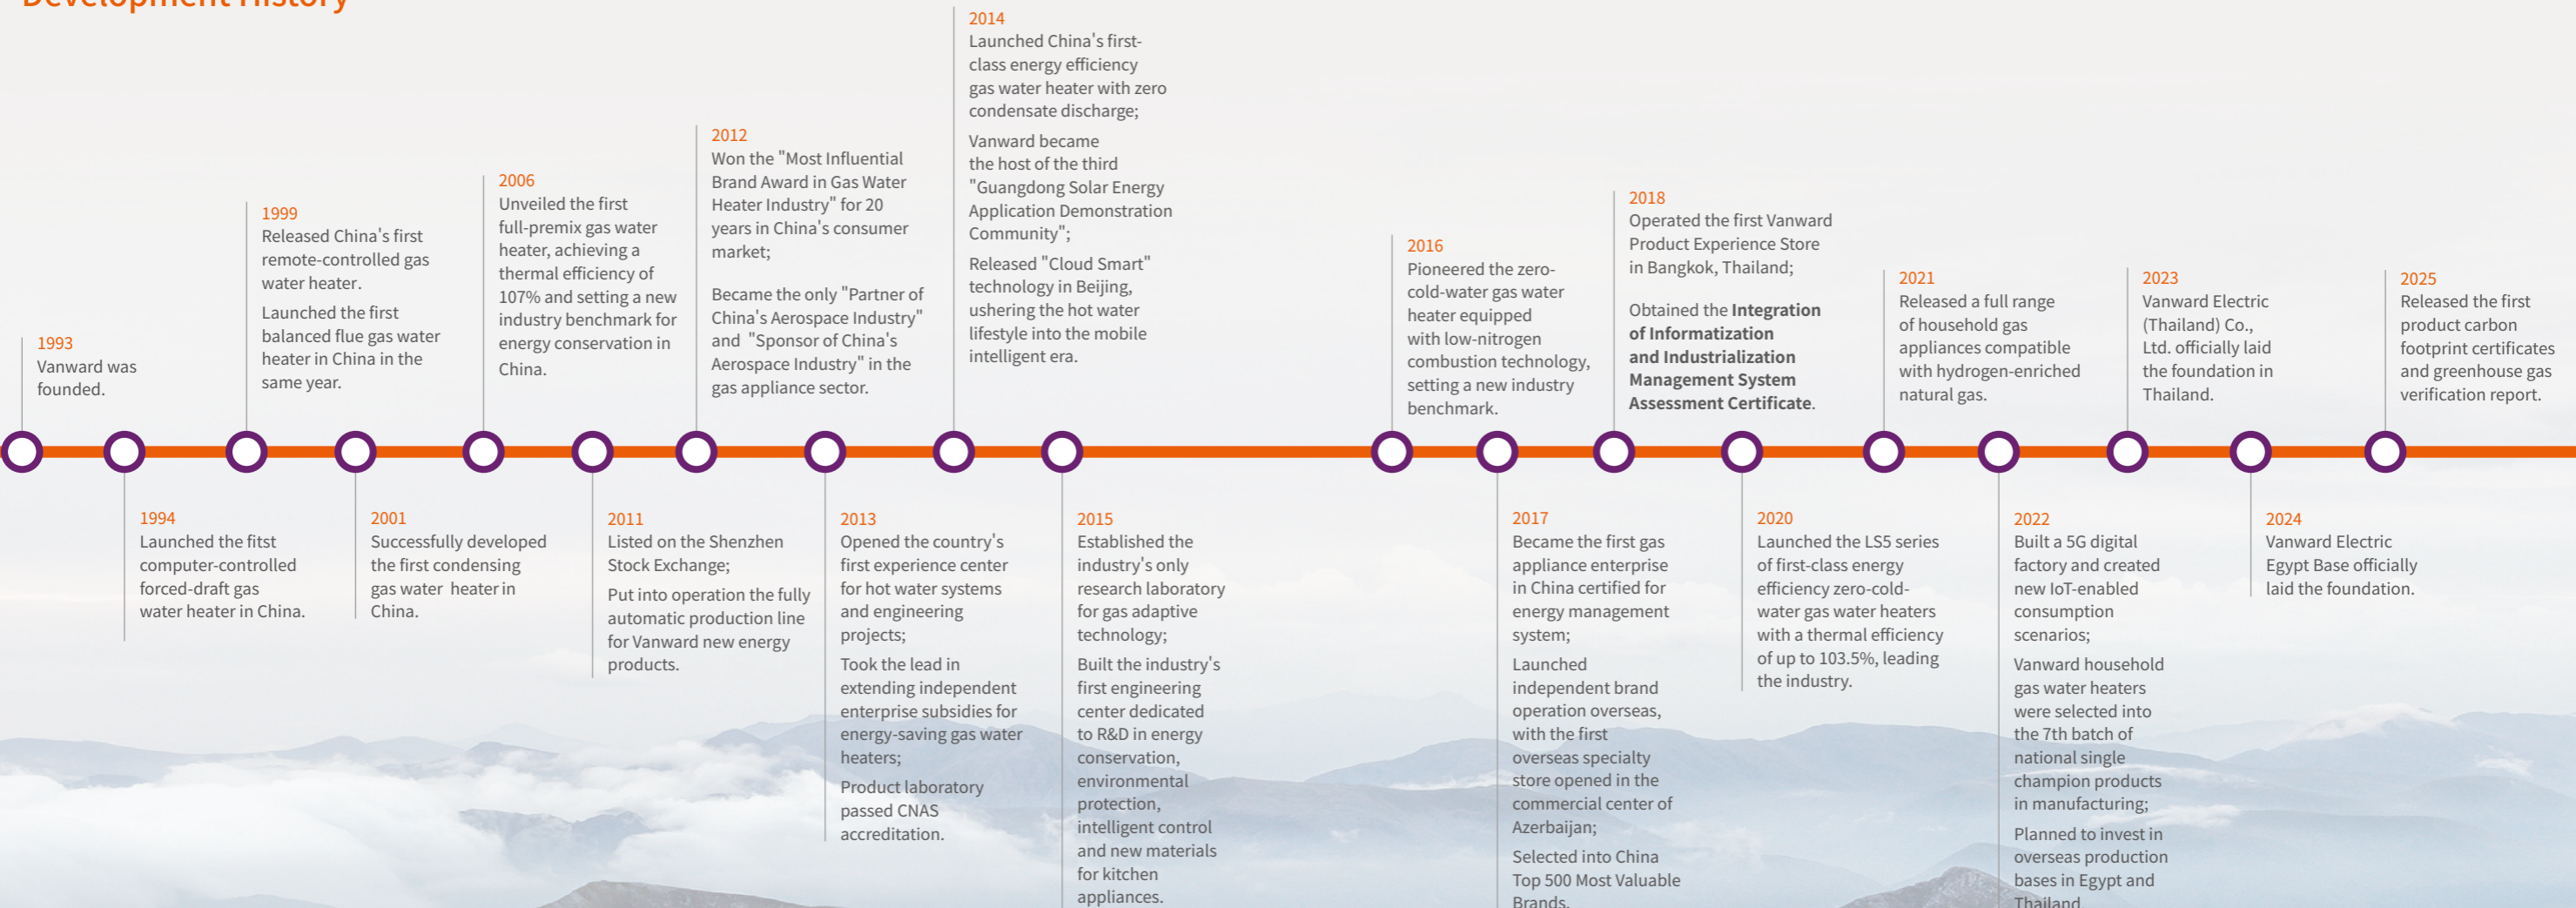 Development History
1993
Vanward was
founded.
1994
Launched the fitst
computer-controlled
forced-draft gas
water heater in China.
1999
Released China's first
remote-controlled gas
water heater.
Launched the first
balanced flue gas water
heater in China in the
same year.
2001
Successfully developed
the first condensing
gas water heater in
China.
2006
Unveiled the first
full-premix gas water
heater, achieving a
thermal efficiency of
107% and setting a new
industry benchmark for
energy conservation in
China.
2011
Listed on the Shenzhen
Stock Exchange;
Put into operation the fully
automatic production line
for Vanward new energy
products.
2012
Won the "Most Influential
Brand Award in Gas Water
Heater Industry" for 20
years in China's consumer
market;
Became the only "Partner of
China's Aerospace Industry"
and "Sponsor of China's
Aerospace Industry" in the
gas appliance sector.
2013
Opened the country's
first experience center
for hot water systems
and engineering
projects;
Took the lead in
extending independent
enterprise subsidies for
energy-saving gas water
heaters;
Product laboratory
passed CNAS
accreditation.
2014
Launched China's first-
class energy efficiency
gas water heater with zero
condensate discharge;
Vanward became
the host of the third
"Guangdong Solar Energy
Application Demonstration
Community";
Released "Cloud Smart"
technology in Beijing,
ushering the hot water
lifestyle into the mobile
intelligent era.
2015
Established the
industry's only
research laboratory
for gas adaptive
technology;
Built the industry's
first engineering
center dedicated
to R&D in energy
conservation,
environmental
protection,
intelligent control
and new materials
for kitchen
appliances.
2016
Pioneered the zero-
cold-water gas water
heater equipped
with low-nitrogen
combustion technology,
setting a new industry
benchmark.
2017
Became the first gas
appliance enterprise
in China certified for
energy management
system;
Launched
independent brand
operation overseas,
with the first
overseas specialty
store opened in the
commercial center of
Azerbaijan;
Selected into China
Top 500 Most Valuable
Brands.
2018
Operated the first Vanward
Product Experience Store
in Bangkok, Thailand;
Obtained the Integration
of Informatization
and Industrialization
Management System
Assessment Certificate.
2020
Launched the LS5 series
of first-class energy
efficiency zero-cold-
water gas water heaters
with a thermal efficiency
of up to 103.5%, leading
the industry.
2021
Released a full range
of household gas
appliances compatible
with hydrogen-enriched
natural gas.
2022
Built a 5G digital
factory and created
new IoT-enabled
consumption
scenarios;
Vanward household
gas water heaters
were selected into
the 7th batch of
national single
champion products
in manufacturing;
Planned to invest in
overseas production
bases in Egypt and
Thailand
2023
Vanward Electric
(Thailand) Co.,
Ltd. officially laid
the foundation in
Thailand.
2024
Vanward Electric
Egypt Base officially
laid the foundation.
2025
Released the first
product carbon
footprint certificates
and greenhouse gas
verification report.